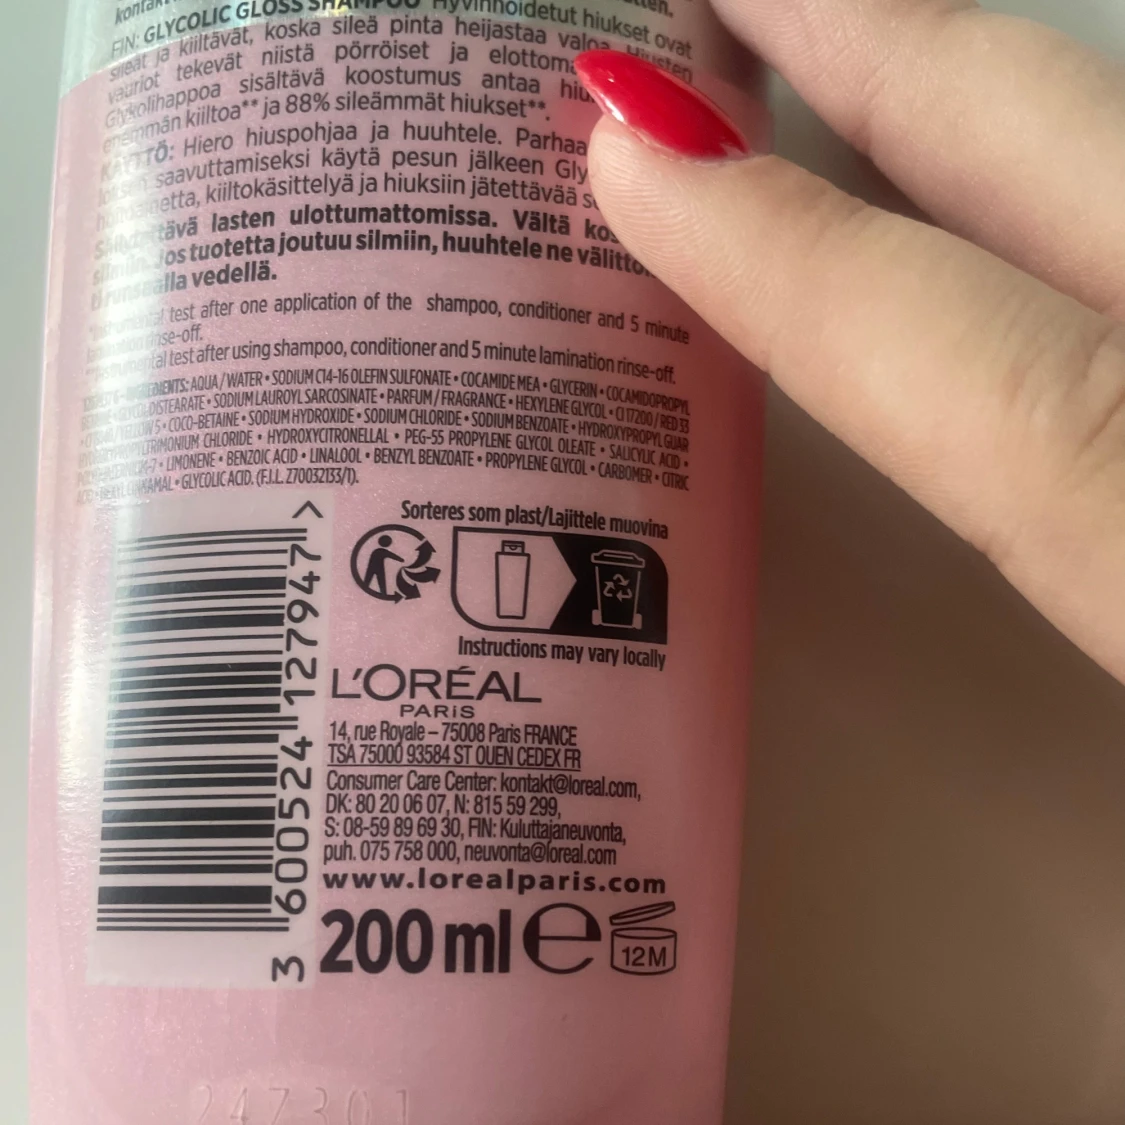 FIN: GLYCOLIC GLOSS SHAMPOO Hyvinhoidetut hiukset ovat
sileät ja kiiltävät, koska sileä pinta heijastaa valoa. Hiusten
vauriot tekevät niistä pörröiset ja
Glykolihappoa sisältävä koostumus antaa
enemmän kiiltoa** ja 88% sileämmät hiukset**.
KÄYTTÖ: Hiero hiuspohjaa ja huuhtele.
saavuttamiseksi käytä pesun jälkeen
kiiltokäsittelyä ja hiuksiin jätettävää
lasten ulottumattomissa. Vältä
Jos tuotetta joutuu silmiin, huuhtele ne
vedellä.
test after one application of the shampoo, conditioner and 5 minute
rinse-off.
test after using shampoo, conditioner and 5 minute lamination rinse-off.
AQUA / WATER • SODIUM C14-16 OLEFIN SULFONATE • COCAMIDE MEA • GLYCERIN • COCAMIDOPROPYL
DISTEARATE • SODIUM LAUROYL SARCOSINATE • PARFUM / FRAGRANCE • HEXYLENE GLYCOL • CI 17200 / RED 33
YELLOW 5 • COCO-BETAINE • SODIUM HYDROXIDE • SODIUM CHLORIDE • SODIUM BENZOATE • HYDROXYPROPYL GUAR
CHLORIDE • HYDROXYCITRONELLAL • PEG-55 PROPYLENE GLYCOL OLEATE • SALICYLIC ACID •
LIMONENE • BENZOIC ACID • LINALOOL • BENZYL BENZOATE • PROPYLENE GLYCOL • CARBOMER • CITRIC
GLYCOLIC ACID. (F.I.L. Z70032133/1).
Sorteres som plast/Lajittele muovina
Instructions may vary locally
3 600524 127947 >
L'ORÉAL
PARIS
14, rue Royale – 75008 Paris FRANCE
TSA 75000 93584 ST OUEN CEDEX FR
Consumer Care Center: kontakt@loreal.com,
DK: 80 20 06 07, N: 815 59 299,
S: 08-59 89 69 30, FIN: Kuluttajaneuvonta,
puh. 075 758 000, neuvonta@loreal.com
www.lorealparis.com
200 ml e 12M
247301